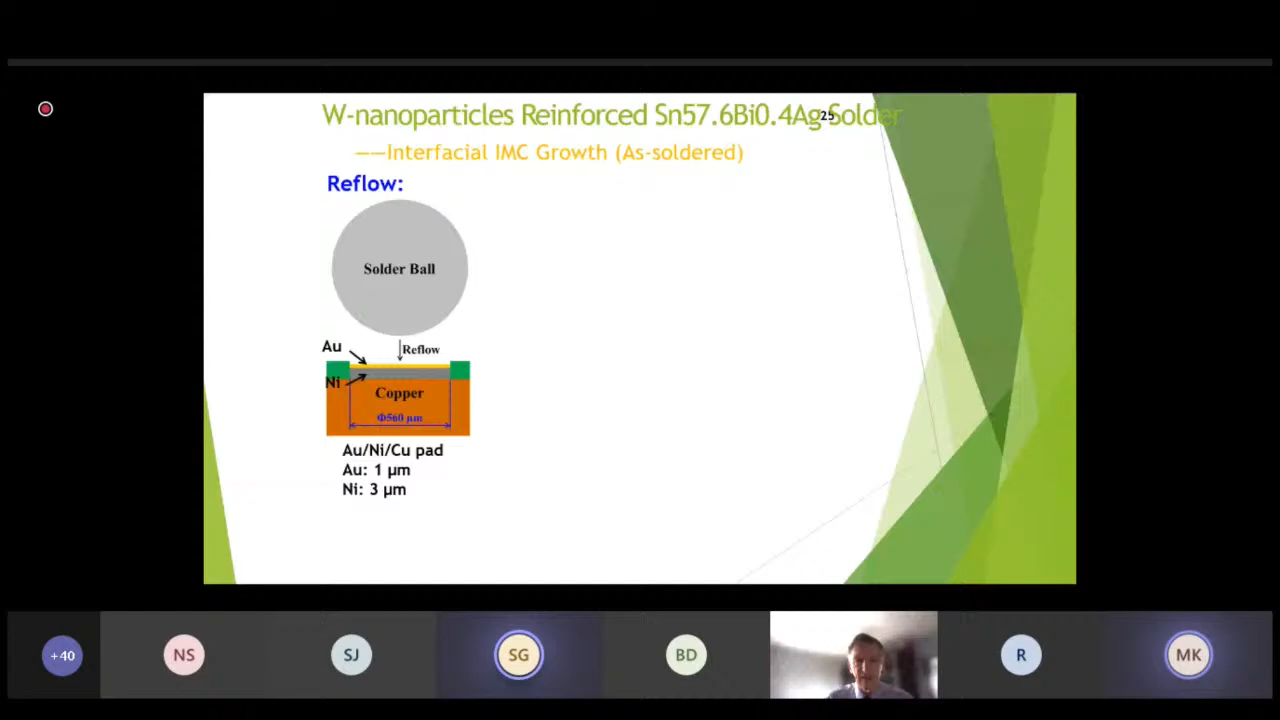 W-nanoparticles Reinforced Sn57.6Bi0.4Ag Solder
25
——Interfacial IMC Growth (As-soldered)
Reflow:
Solder Ball
Au
Reflow
Ni
Copper
Φ560 μm
Au/Ni/Cu pad
Au: 1 μm
Ni: 3 μm
+40
NS
SJ
SG
BD
R
MK